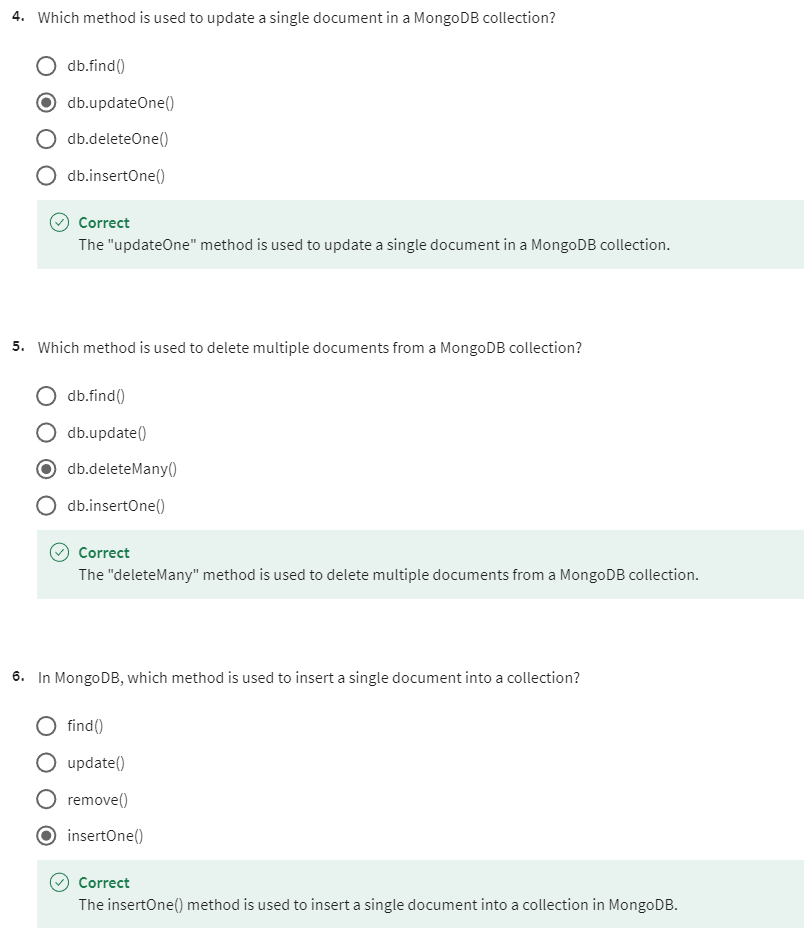 4. Which method is used to update a single document in a MongoDB collection?
db.find()
db.updateOne()
db.deleteOne()
db.insertOne()
Correct
The "updateOne" method is used to update a single document in a MongoDB collection.
5. Which method is used to delete multiple documents from a MongoDB collection?
db.find()
db.update()
db.deleteMany()
db.insertOne()
Correct
The "deleteMany" method is used to delete multiple documents from a MongoDB collection.
6. In MongoDB, which method is used to insert a single document into a collection?
find()
update()
remove()
insertOne()
Correct
The insertOne() method is used to insert a single document into a collection in MongoDB.